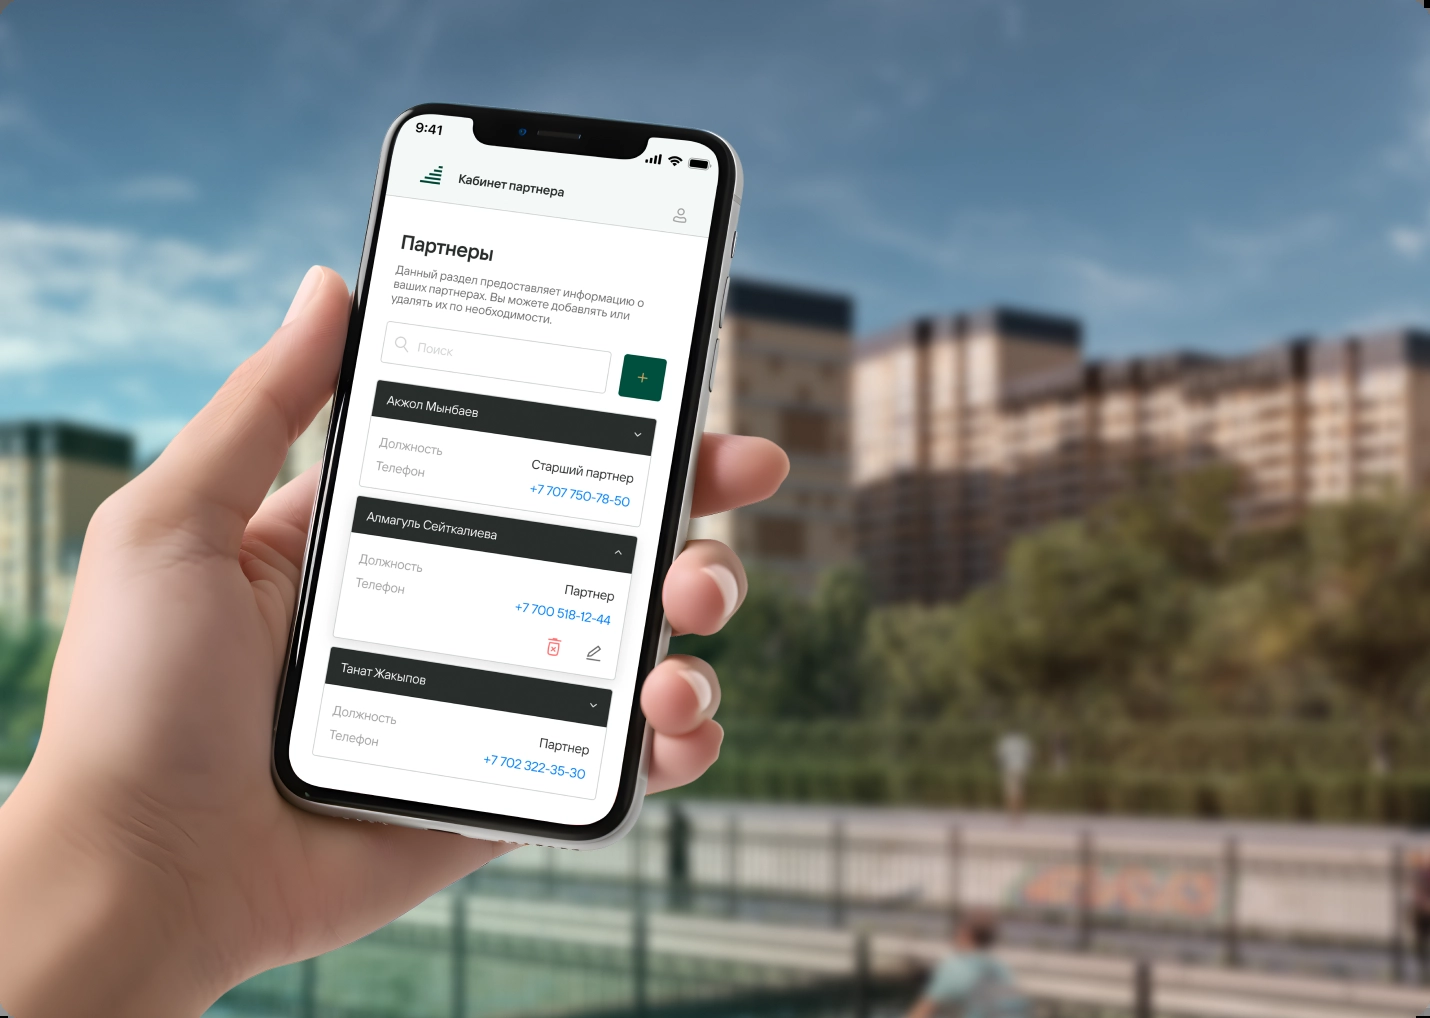 9:41
Кабинет партнера
Партнеры
Данный раздел предоставляет информацию о
ваших партнерах. Вы можете добавлять или
удалять их по необходимости.
Поиск
Акжол Мынбаев
Должность Старший партнер
Телефон +7 707 750-78-50
Алмагуль Сейткалиева
Должность Партнер
Телефон +7 700 518-12-44
Танат Жакыпов
Должность Партнер
Телефон +7 702 322-35-30